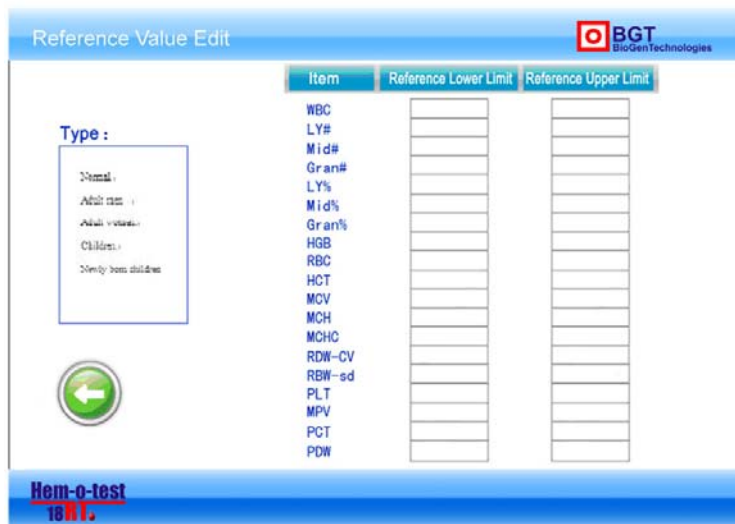 Reference Value Edit
BGT
BioGenTechnologies
Item Reference Lower Limit Reference Upper Limit
Type :
Normal
Adult men
Adult women
Children
Newly born children
WBC
LY#
Mid#
Gran#
LY%
Mid%
Gran%
HGB
RBC
HCT
MCV
MCH
MCHC
RDW-CV
RBW-sd
PLT
MPV
PCT
PDW
Hem-o-test
18RT.